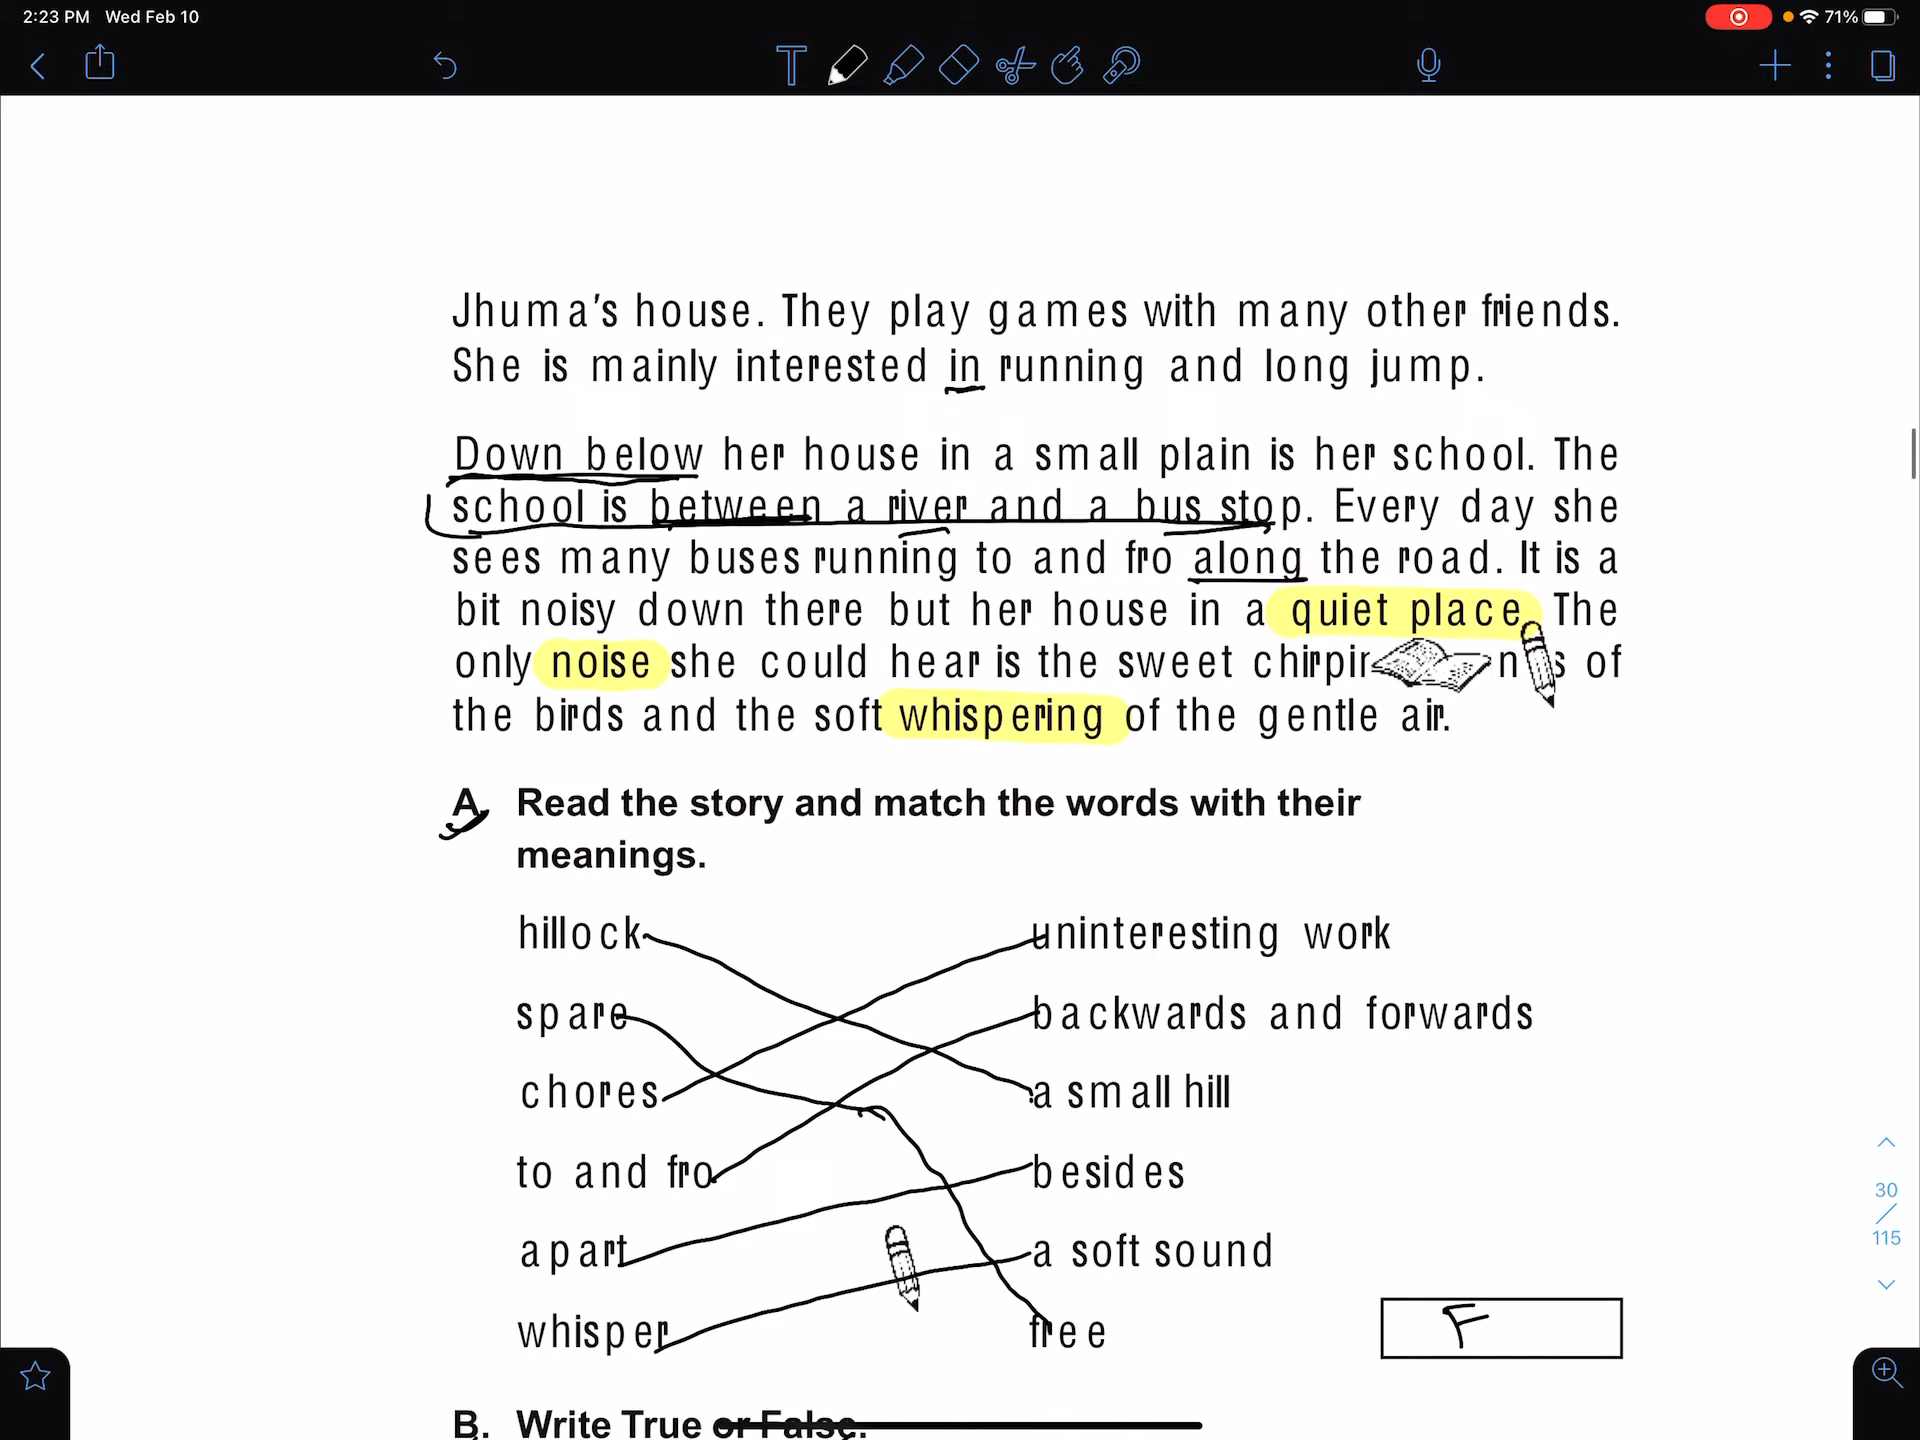 2:23 PM Wed Feb 10
71%
Jhuma's house. They play games with many other friends.
She is mainly interested in running and long jump.
Down below her house in a small plain is her school. The
school is between a river and a bus stop. Every day she
sees many buses running to and fro along the road. It is a
bit noisy down there but her house in a quiet place. The
only noise she could hear is the sweet of
the birds and the soft whispering of the gentle air.
A. Read the story and match the words with their
meanings.
hillock uninteresting work
spare backwards and forwards
chores a small hill
to and fro besides
apart a soft sound
whisper free
F
B. Write True or False.
30
/
115